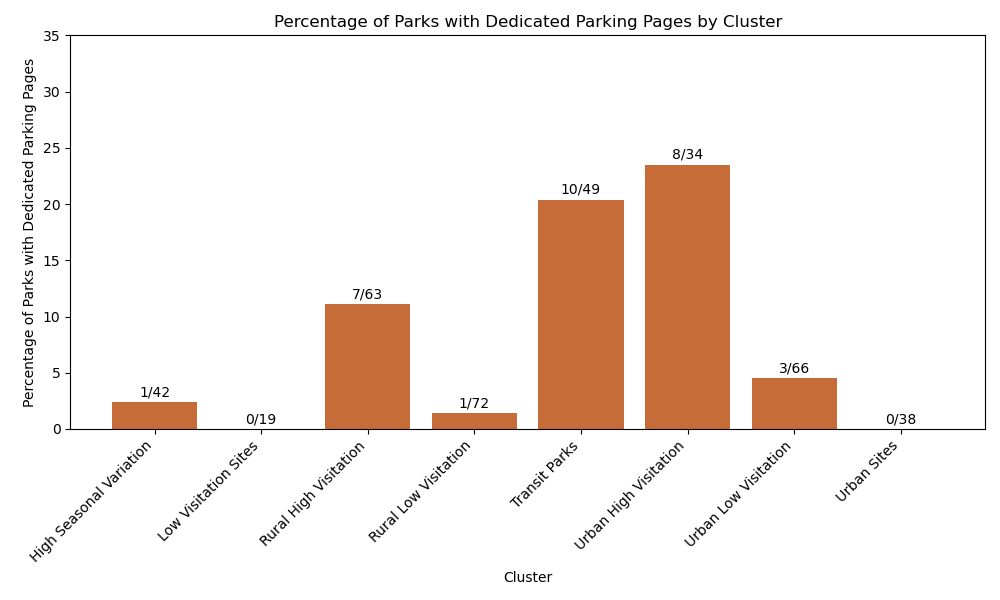 Percentage of Parks with Dedicated Parking Pages by Cluster
Percentage of Parks with Dedicated Parking Pages
35
30
25
20
15
10
5
0
1/42
0/19
7/63
1/72
10/49
8/34
3/66
0/38
High Seasonal Variation
Low Visitation Sites
Rural High Visitation
Rural Low Visitation
Transit Parks
Urban High Visitation
Urban Low Visitation
Urban Sites
Cluster